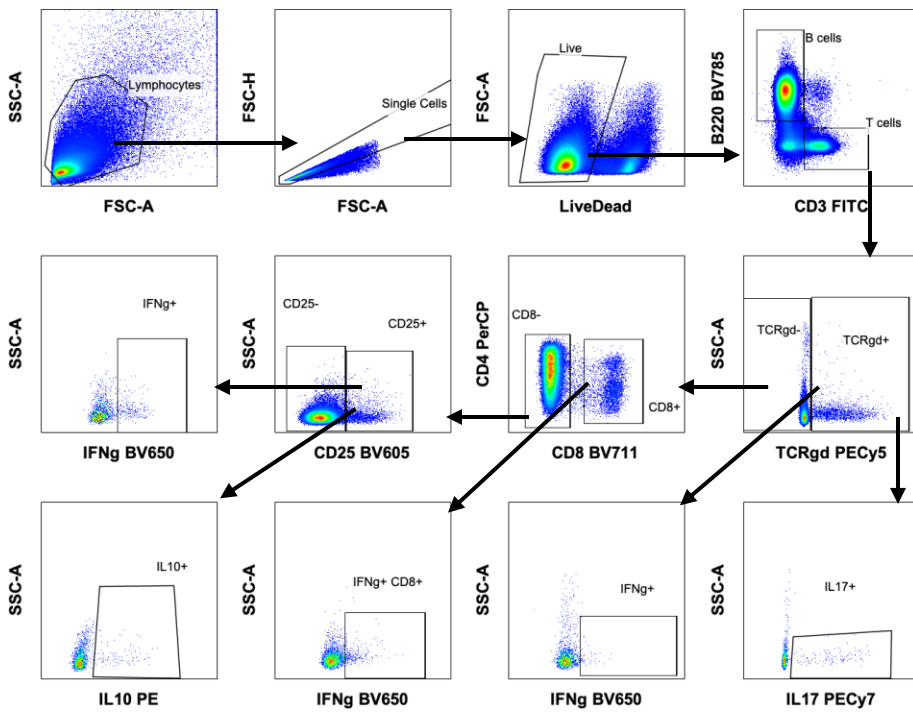 SSC-A
Lymphocytes
FSC-A
FSC-H
Single Cells
FSC-A
FSC-A
Live
LiveDead
B220 BV785
B cells
T cells
CD3 FITC
SSC-A
IFNg+
IFNg BV650
SSC-A
CD25-
CD25+
CD25 BV605
CD4 PerCP
CD8-
CD8+
CD8 BV711
SSC-A
TCRgd-
TCRgd+
TCRgd PECy5
SSC-A
IL10+
IL10 PE
SSC-A
IFNg+ CD8+
IFNg BV650
SSC-A
IFNg+
IFNg BV650
SSC-A
IL17+
IL17 PECy7